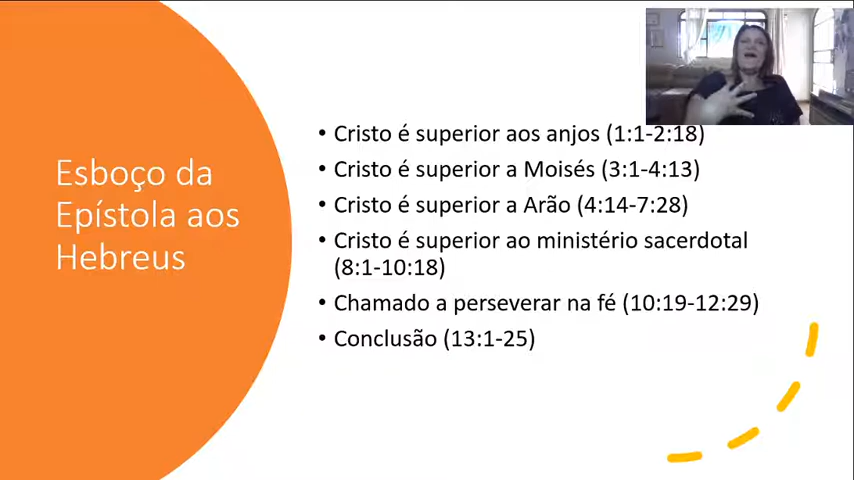 Esboço da
Epístola aos
Hebreus
• Cristo é superior aos anjos (1:1-2:18)
• Cristo é superior a Moisés (3:1-4:13)
• Cristo é superior a Arão (4:14-7:28)
• Cristo é superior ao ministério sacerdotal
(8:1-10:18)
• Chamado a perseverar na fé (10:19-12:29)
• Conclusão (13:1-25)